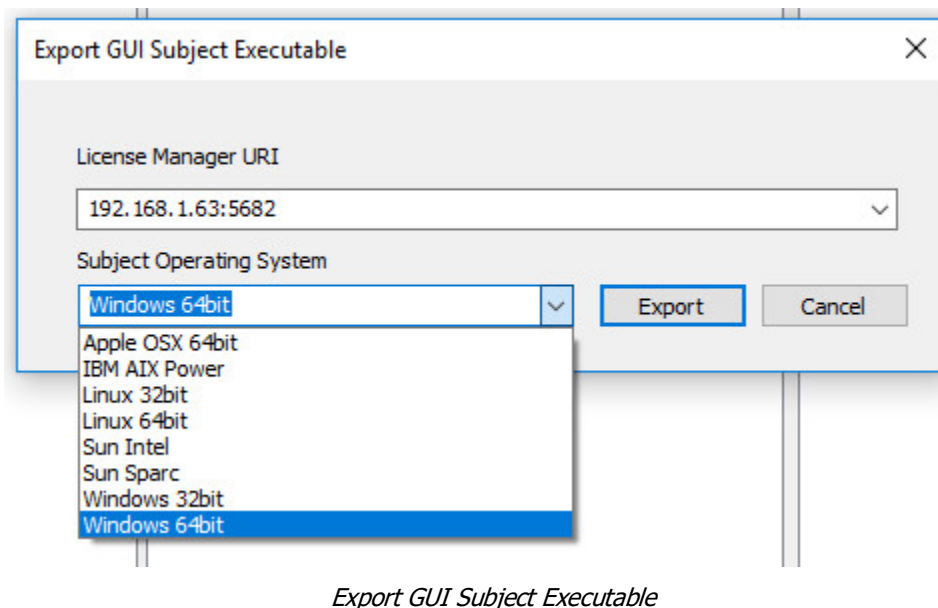 Export GUI Subject Executable
License Manager URI
192.168.1.63:5682
Subject Operating System
Windows 64bit
Export
Cancel
Apple OSX 64bit
IBM AIX Power
Linux 32bit
Linux 64bit
Sun Intel
Sun Sparc
Windows 32bit
Windows 64bit
Export GUI Subject Executable